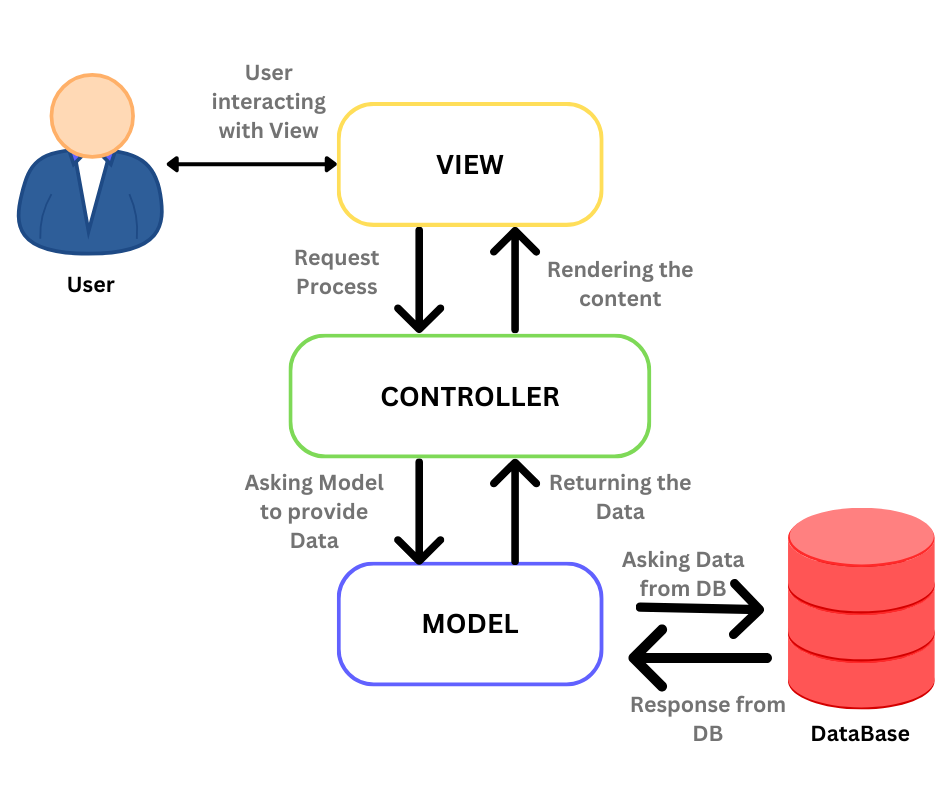 User
interacting
with View
VIEW
User
Request
Process
Rendering the
content
CONTROLLER
Asking Model
to provide
Data
Returning the
Data
MODEL
Asking Data
from DB
Response from
DB
DataBase